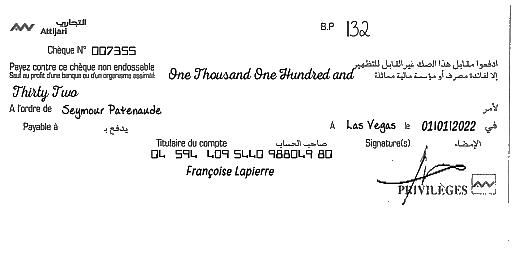 التجاري
Attijari
B.P 132
Chèque N° 007355
Payez contre ce chèque non endossable
Sauf au profit d'une banque ou d'un organisme assimilé
One Thousand One Hundred and
ادفعوا مقابل هذا الصك غير القابل للتظهير
إلا لفائدة مصرف أو مؤسسة مالية مماثلة
Thirty Two
A l'ordre de Seymour Patenaude لأمر
Payable à يدفع بـ A Las Vegas le 01/01/2022 في
Titulaire du compte صاحب الحساب Signature(s) الإمضاء
04 594 409 5440 988049 80
Françoise Lapierre
PRIVILÈGES